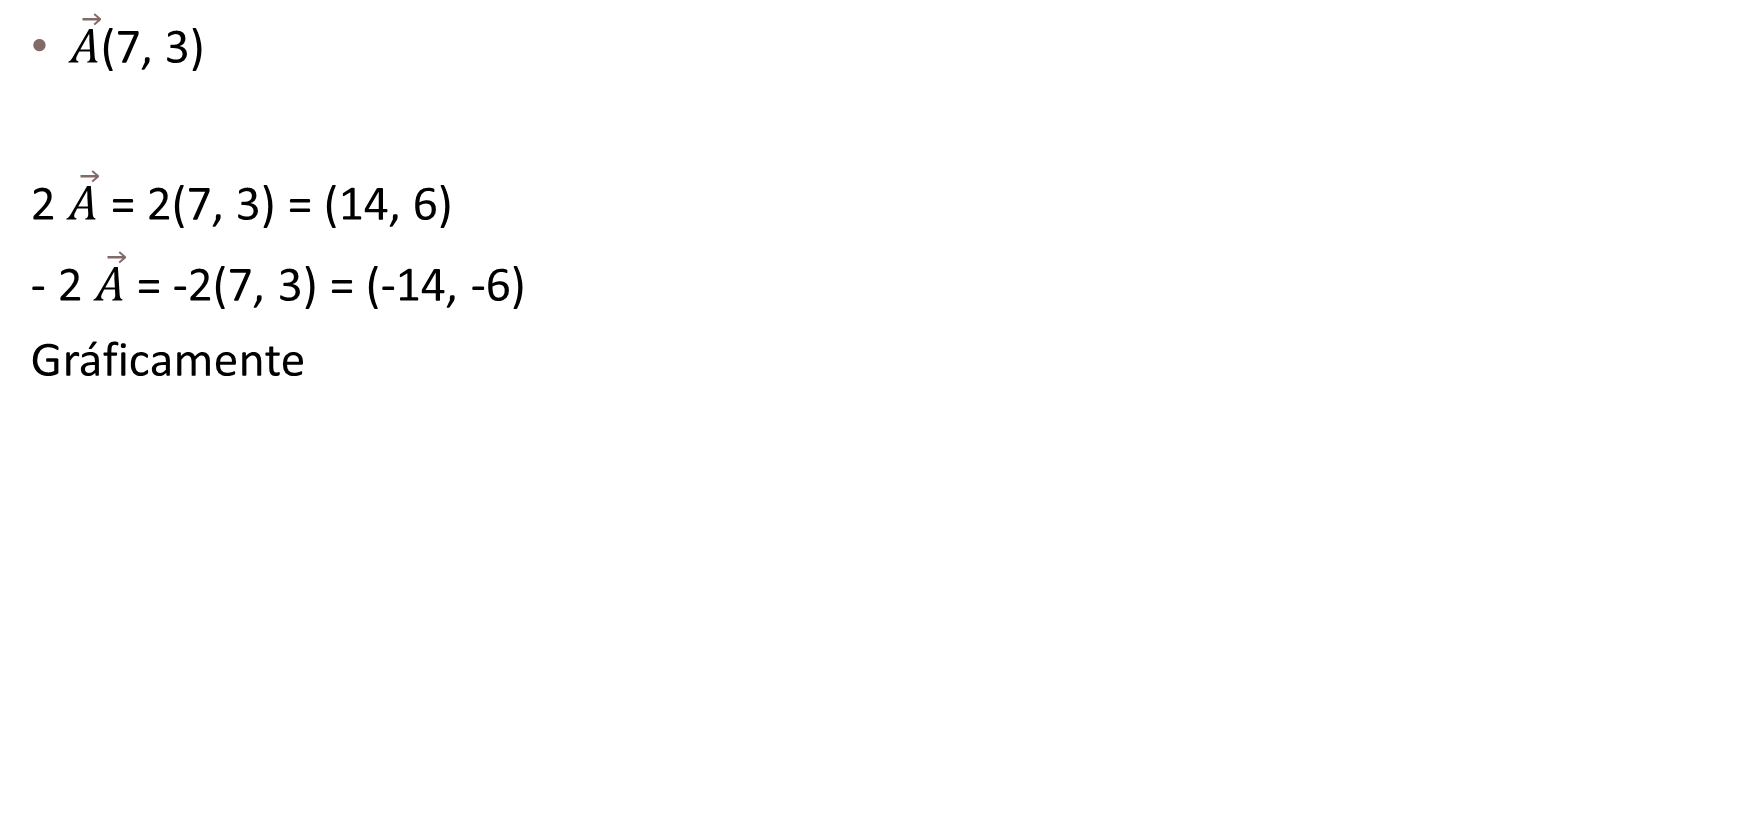 • A⃗(7, 3)
2 A⃗ = 2(7, 3) = (14, 6)
- 2 A⃗ = -2(7, 3) = (-14, -6)
Gráficamente